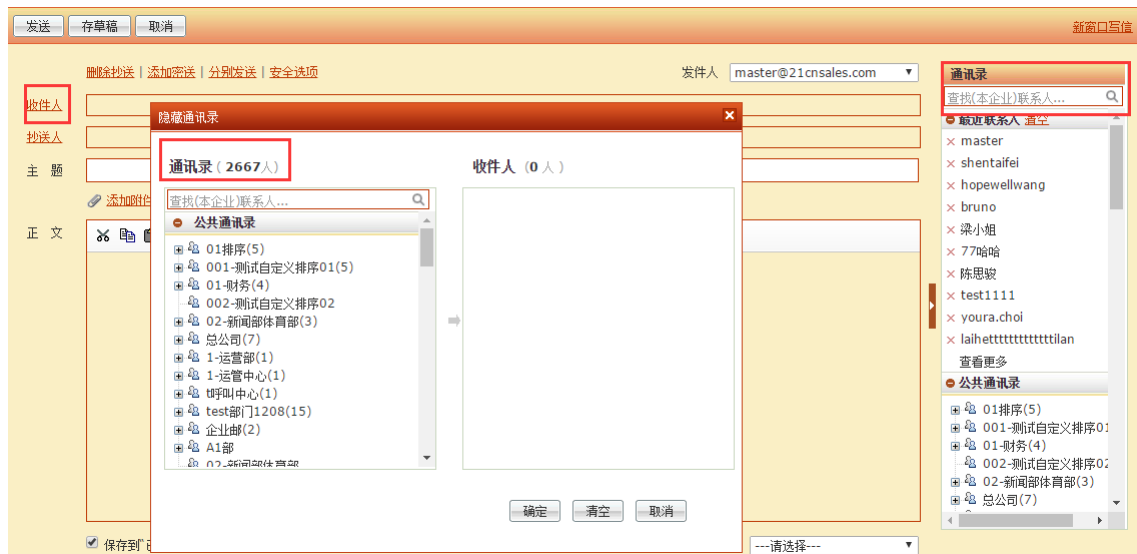 发送 存草稿 取消 新窗口写信
删除抄送 | 添加密送 | 分别发送 | 安全选项 发件人 master@21cnsales.com
收件人
抄送人
主 题
添加附件
正 文
隐藏通讯录
通讯录 ( 2667人)
查找(本企业)联系人...
公共通讯录
01排序(5)
001-测试自定义排序01(5)
01-财务(4)
002-测试自定义排序02
02-新闻部体育部(3)
总公司(7)
1-运营部(1)
1-运管中心(1)
t呼叫中心(1)
test部门1208(15)
企业邮(2)
A1部
02-新闻部体育部
收件人 (0 人 )
确定 清空 取消
通讯录
查找(本企业)联系人...
最近联系人 清空
master
shentaifei
hopewellwang
bruno
梁小姐
77哈哈
陈思骏
test1111
youra.choi
laihetttttttttttttilan
查看更多
公共通讯录
01排序(5)
001-测试自定义排序01
01-财务(4)
002-测试自定义排序02
02-新闻部体育部(3)
总公司(7)
保存到"已
---请选择---